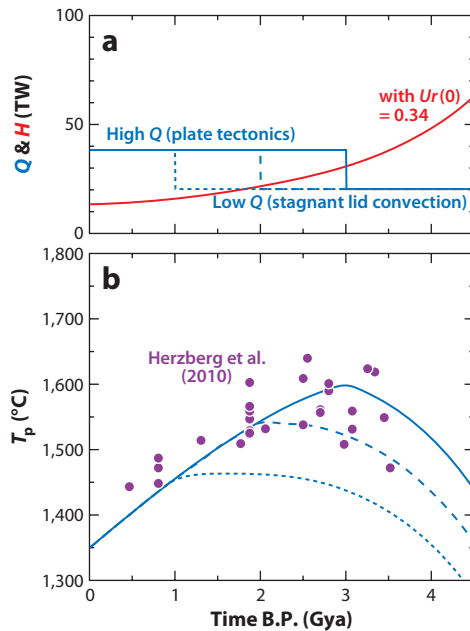 a
100
50
0
Q & H (TW)
with Ur(0)
= 0.34
High Q (plate tectonics)
Low Q (stagnant lid convection)
b
1,800
1,700
1,600
1,500
1,400
1,300
Tp (°C)
Herzberg et al.
(2010)
0 1 2 3 4
Time B.P. (Gya)